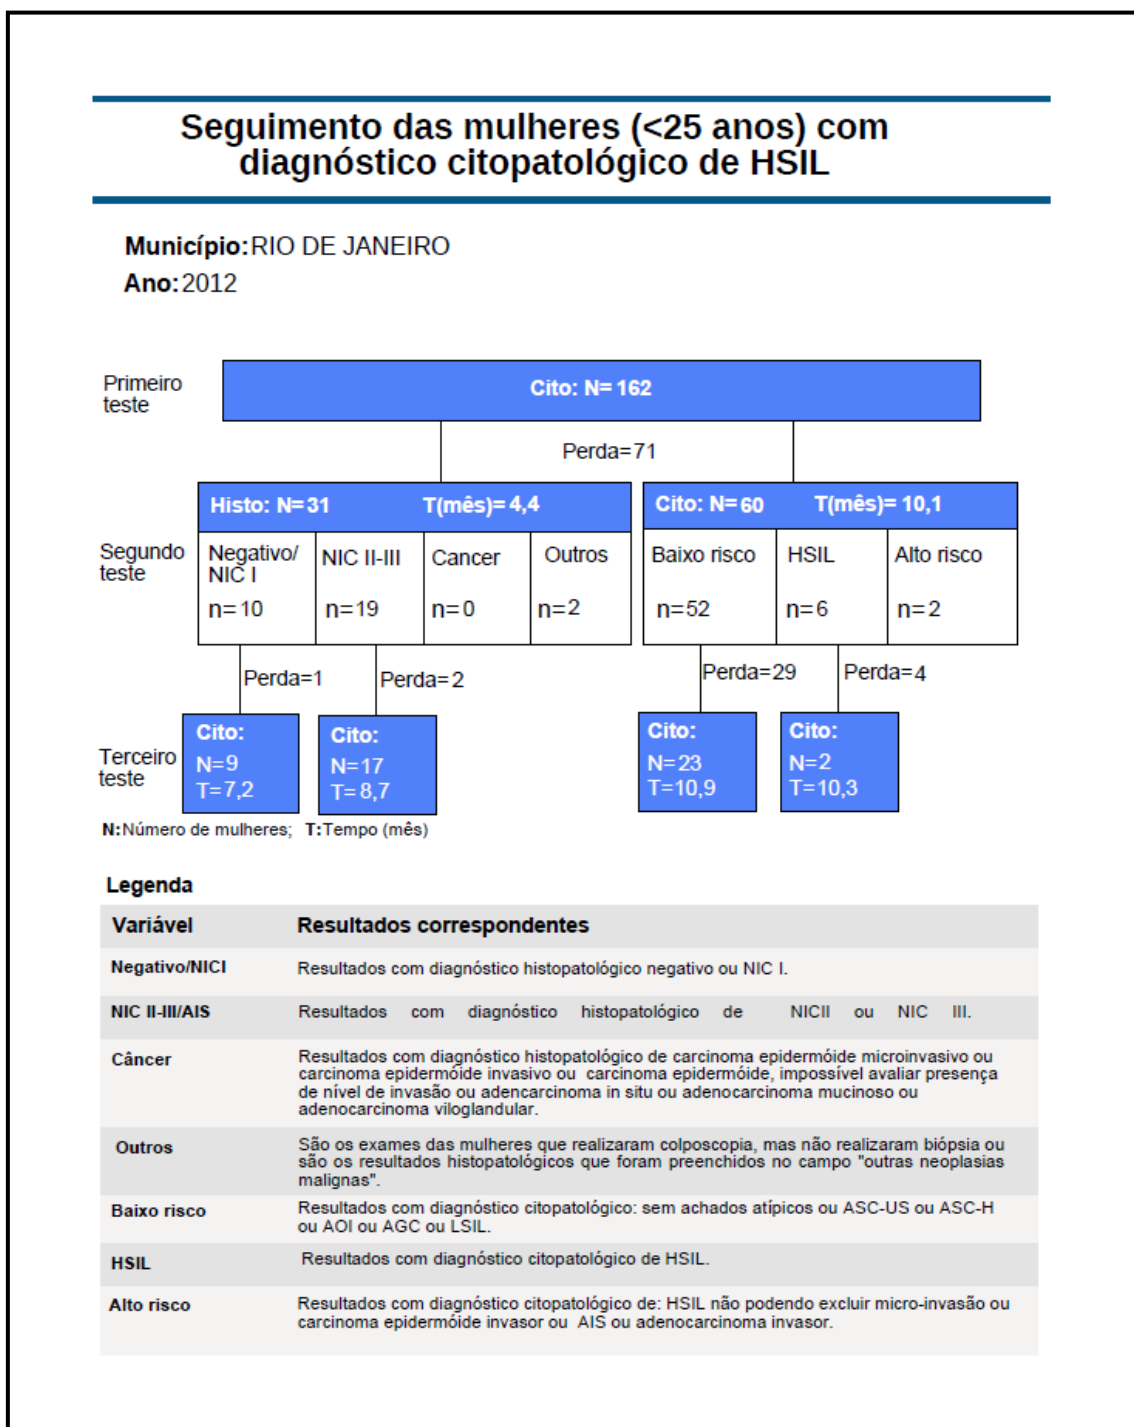 Seguimento das mulheres (<25 anos) com
diagnóstico citopatológico de HSIL
Município: RIO DE JANEIRO
Ano: 2012
Primeiro
teste
Cito: N= 162
Perda= 71
Segundo
teste
Histo: N= 31 T(mês)= 4,4
Negativo/
NIC I
n= 10
NIC II-III
n= 19
Cancer
n= 0
Outros
n= 2
Cito: N= 60 T(mês)= 10,1
Baixo risco
n= 52
HSIL
n= 6
Alto risco
n= 2
Perda= 1
Perda= 2
Perda= 29
Perda= 4
Terceiro
teste
Cito:
N= 9
T= 7,2
Cito:
N= 17
T= 8,7
Cito:
N= 23
T= 10,9
Cito:
N= 2
T= 10,3
N: Número de mulheres; T: Tempo (mês)
Legenda
Variável Resultados correspondentes
Negativo/NICI Resultados com diagnóstico histopatológico negativo ou NIC I.
NIC II-III/AIS Resultados com diagnóstico histopatológico de NICII ou NIC III.
Câncer Resultados com diagnóstico histopatológico de carcinoma epidermóide microinvasivo ou
carcinoma epidermóide invasivo ou carcinoma epidermóide, impossível avaliar presença
de nível de invasão ou adencarcinoma in situ ou adenocarcinoma mucinoso ou
adenocarcinoma viloglandular.
Outros São os exames das mulheres que realizaram colposcopia, mas não realizaram biópsia ou
são os resultados histopatológicos que foram preenchidos no campo "outras neoplasias
malignas".
Baixo risco Resultados com diagnóstico citopatológico: sem achados atípicos ou ASC-US ou ASC-H
ou AOI ou AGC ou LSIL.
HSIL Resultados com diagnóstico citopatológico de HSIL.
Alto risco Resultados com diagnóstico citopatológico de: HSIL não podendo excluir micro-invasão ou
carcinoma epidermóide invasor ou AIS ou adenocarcinoma invasor.